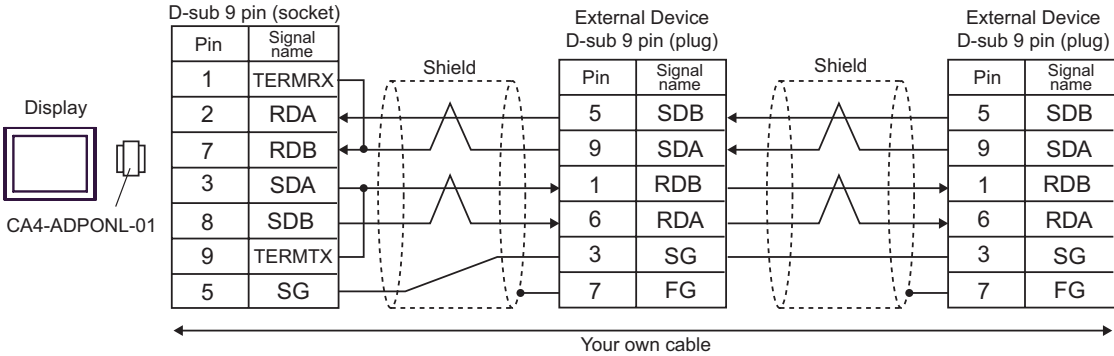 D-sub 9 pin (socket)
Pin Signal name
1 TERMRX
2 RDA
7 RDB
3 SDA
8 SDB
9 TERMTX
5 SG
Display
CA4-ADPONL-01
Shield
External Device
D-sub 9 pin (plug)
Pin Signal name
5 SDB
9 SDA
1 RDB
6 RDA
3 SG
7 FG
Shield
External Device
D-sub 9 pin (plug)
Pin Signal name
5 SDB
9 SDA
1 RDB
6 RDA
3 SG
7 FG
Your own cable